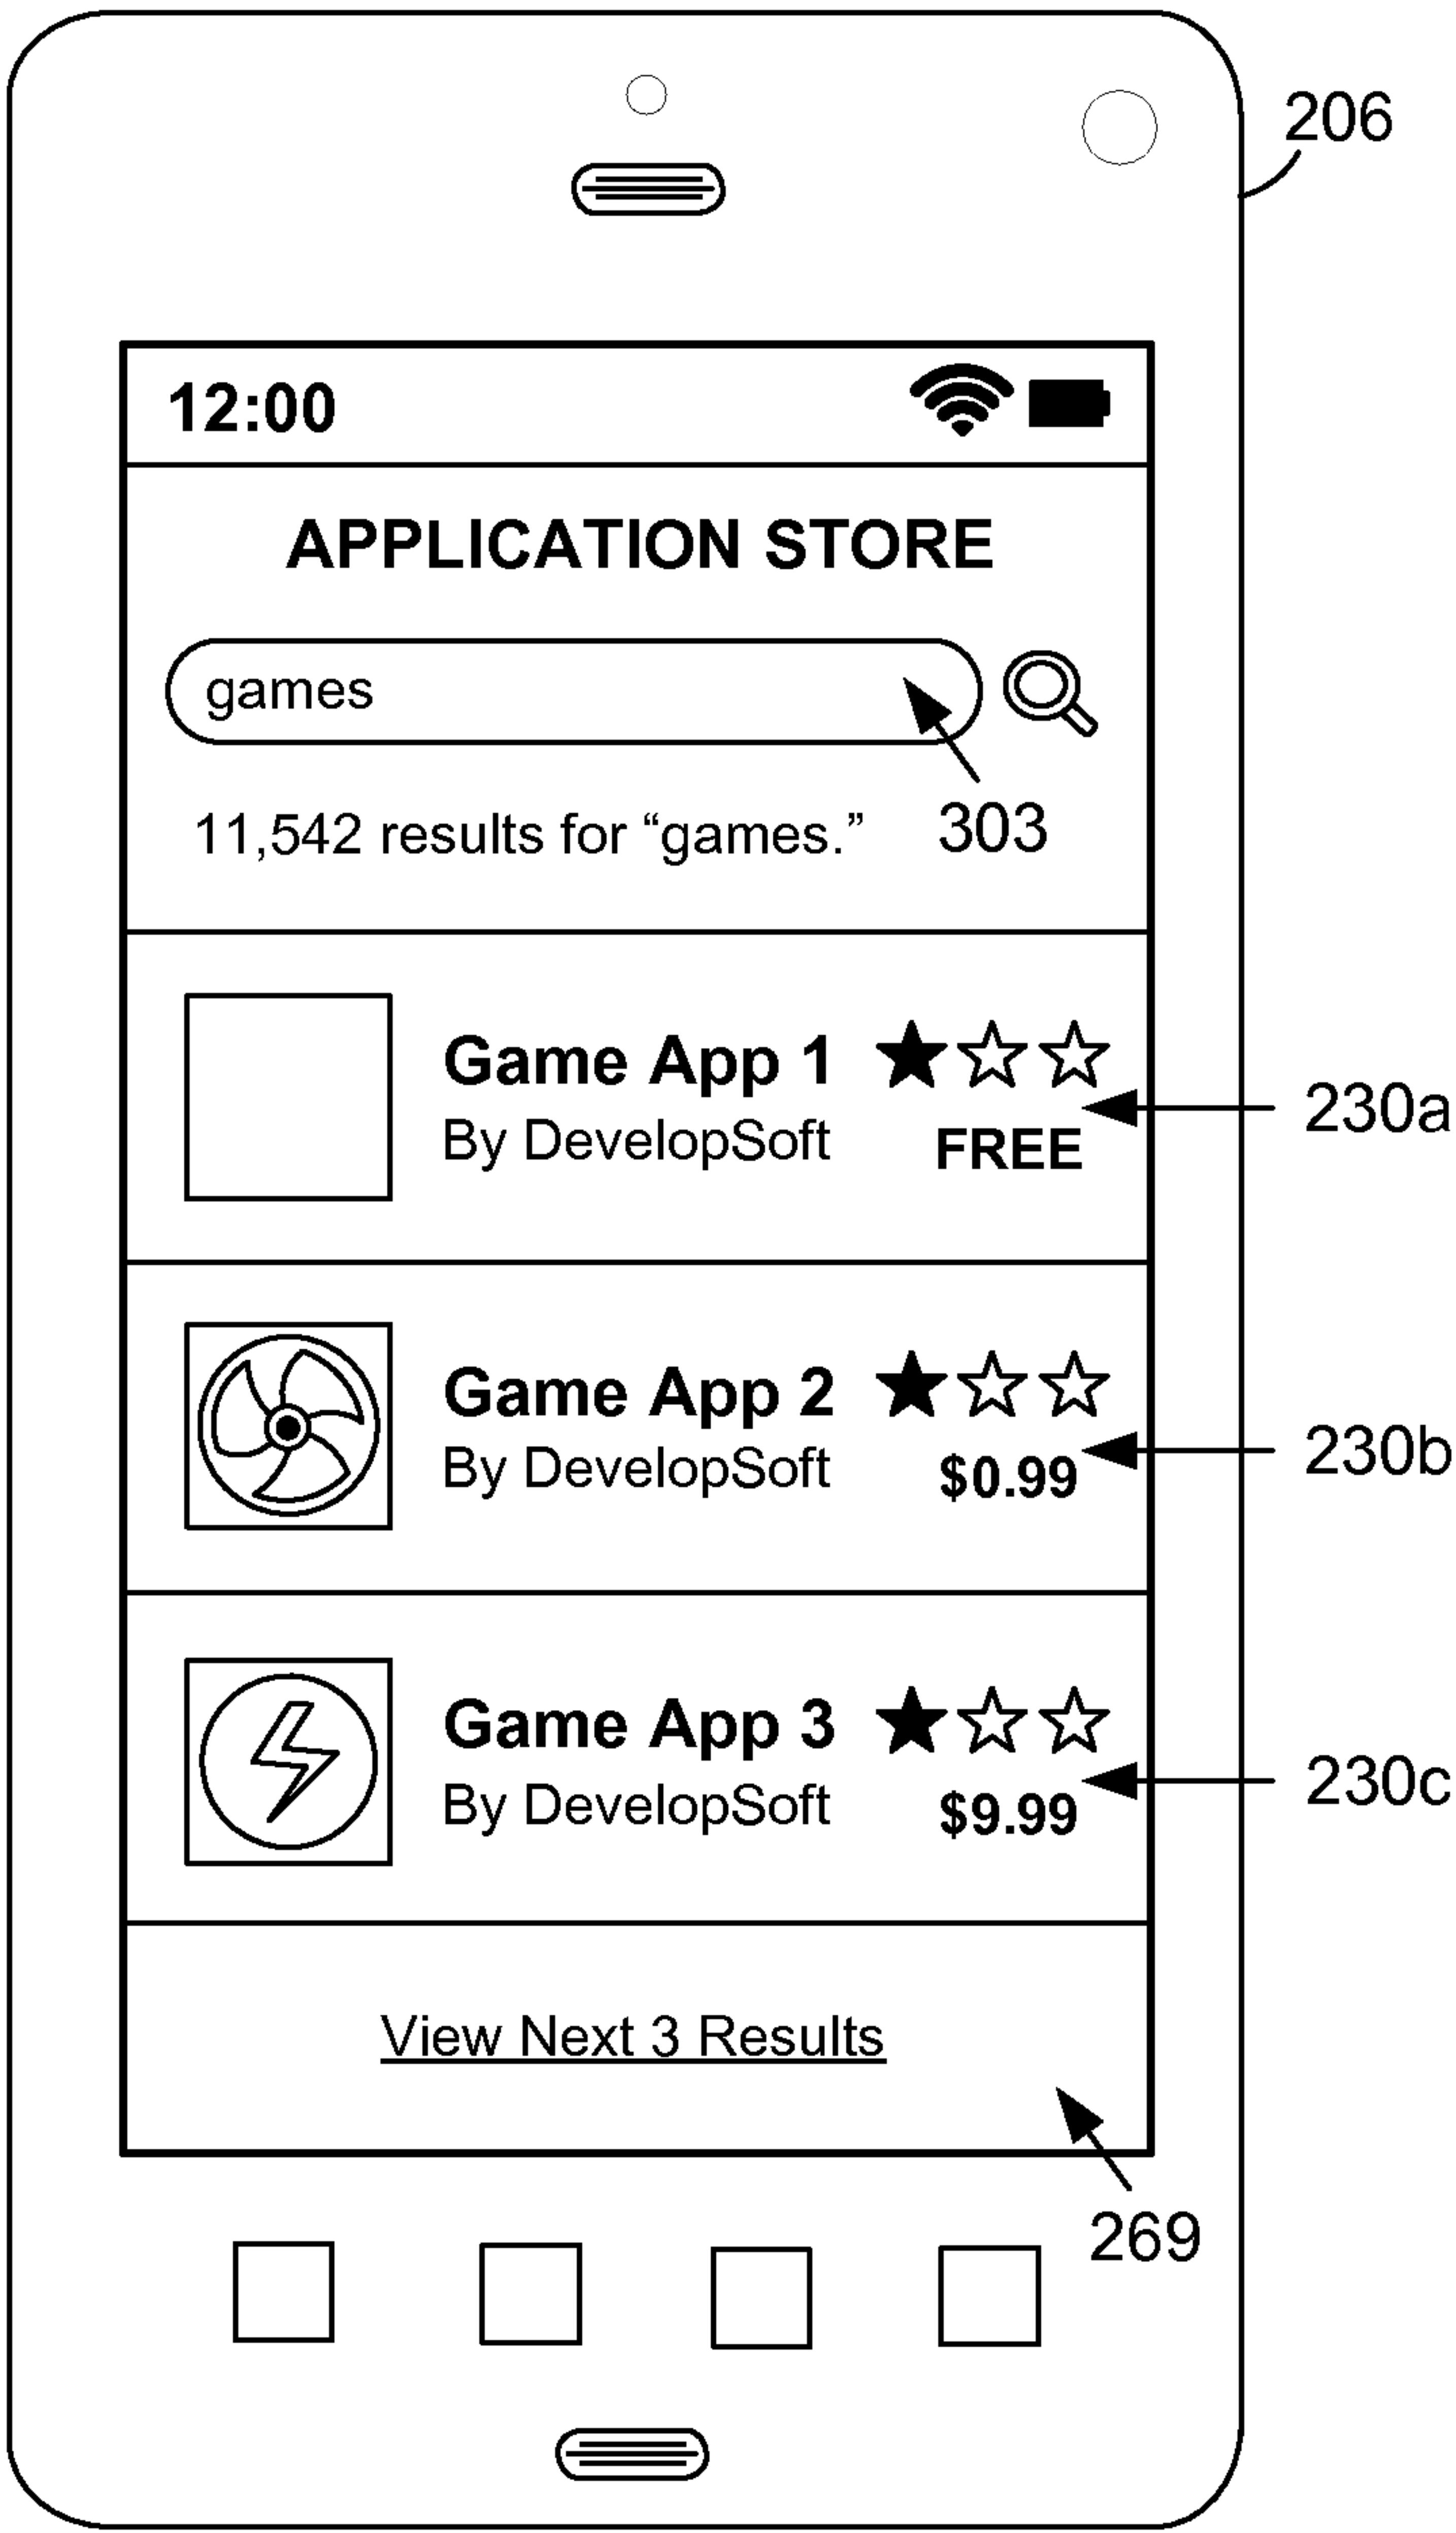 206
12:00
APPLICATION STORE
games
11,542 results for “games.”
303
Game App 1
By DevelopSoft
FREE
230a
Game App 2
By DevelopSoft
$0.99
230b
Game App 3
By DevelopSoft
$9.99
230c
View Next 3 Results
269